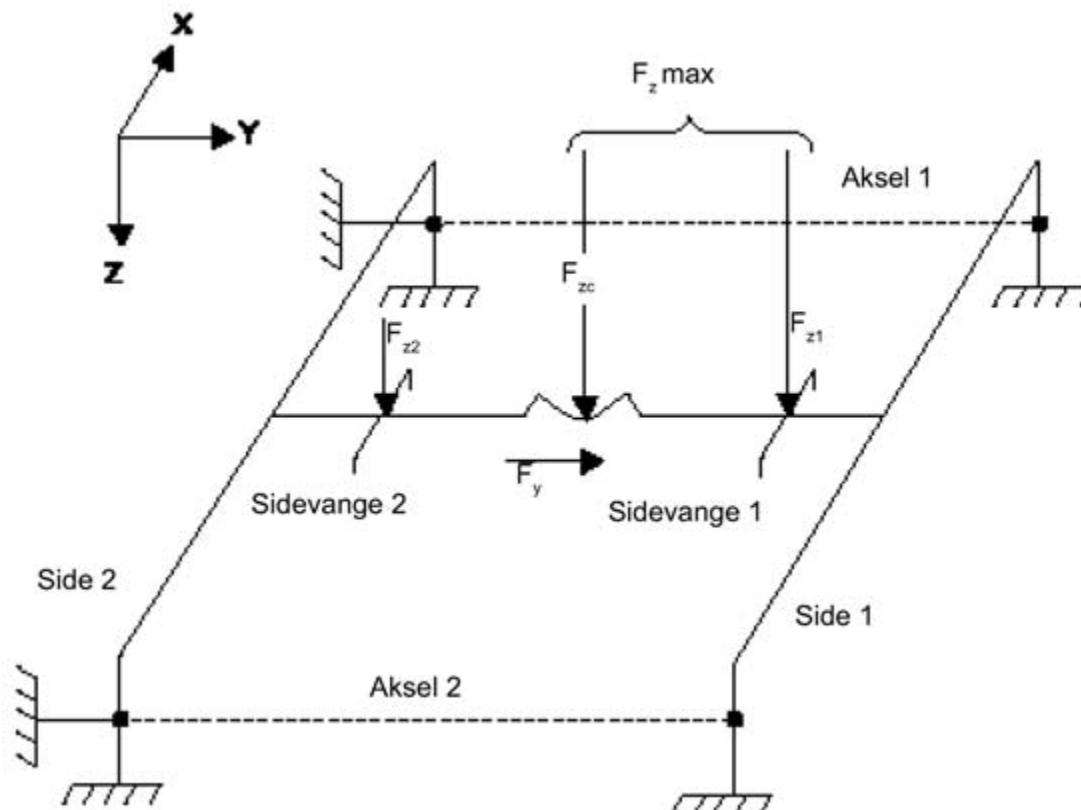 X
Y
Z
F_z max
Aksel 1
F_zc
F_z2
F_z1
F_y
Sidevange 2
Sidevange 1
Side 2
Side 1
Aksel 2